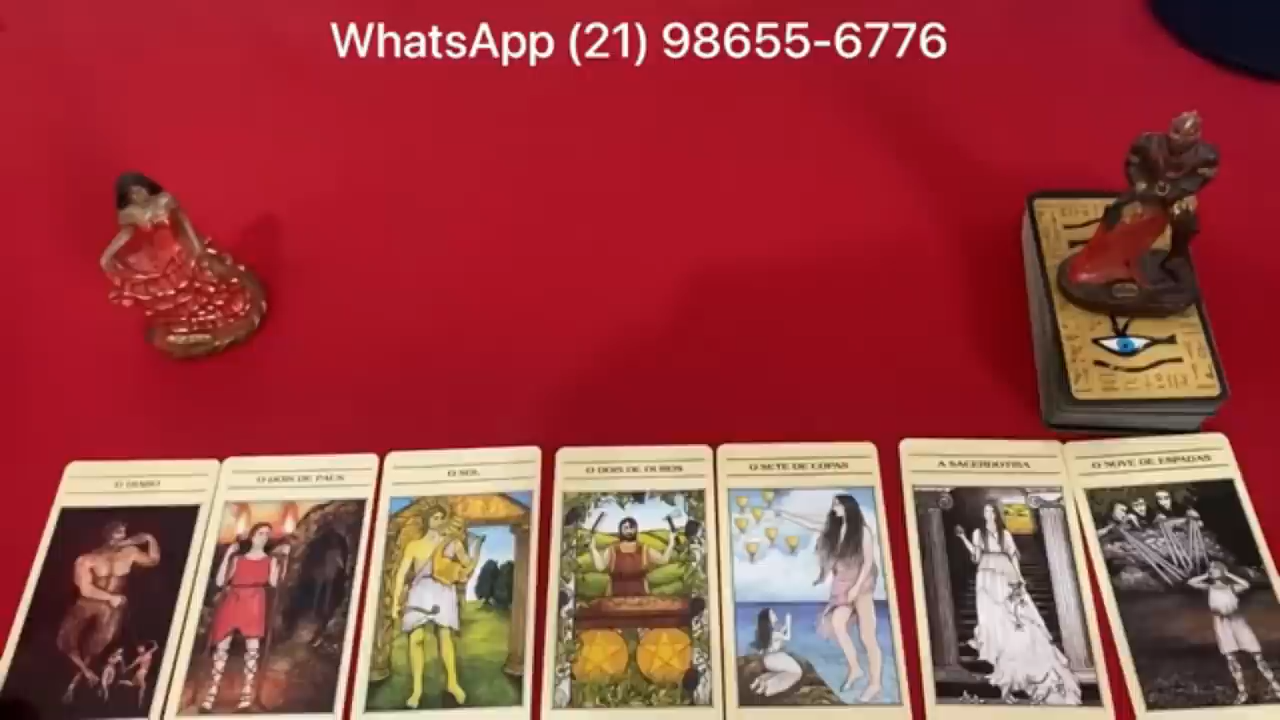 WhatsApp (21) 98655-6776
O DIABO
O DOIS DE PAUS
O SOL
O DOIS DE OUROS
O SETE DE COPAS
A SACERDOTISA
O NOVE DE ESPADAS